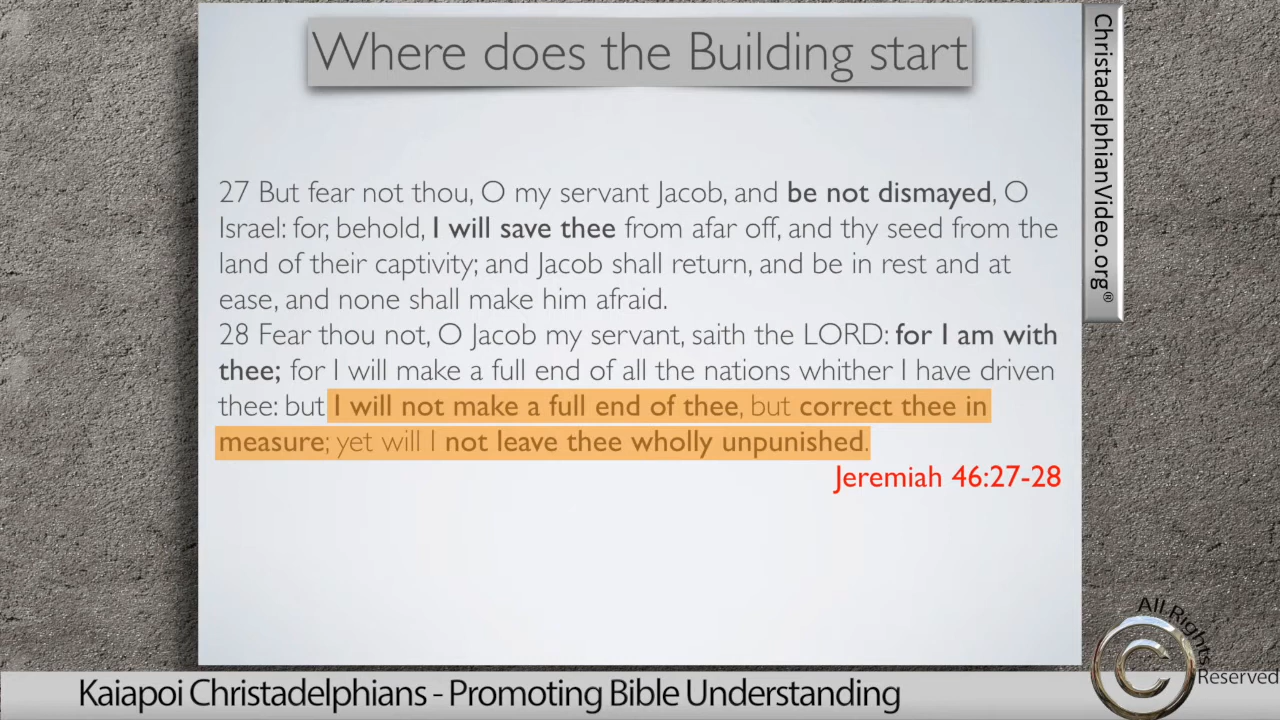 Where does the Building start
27 But fear not thou, O my servant Jacob, and be not dismayed, O
Israel: for, behold, I will save thee from afar off, and thy seed from the
land of their captivity; and Jacob shall return, and be in rest and at
ease, and none shall make him afraid.
28 Fear thou not, O Jacob my servant, saith the LORD: for I am with
thee; for I will make a full end of all the nations whither I have driven
thee: but I will not make a full end of thee, but correct thee in
measure; yet will I not leave thee wholly unpunished.
Jeremiah 46:27-28
ChristadelphianVideo.org®
All Rights
C
Reserved
Kaiapoi Christadelphians - Promoting Bible Understanding